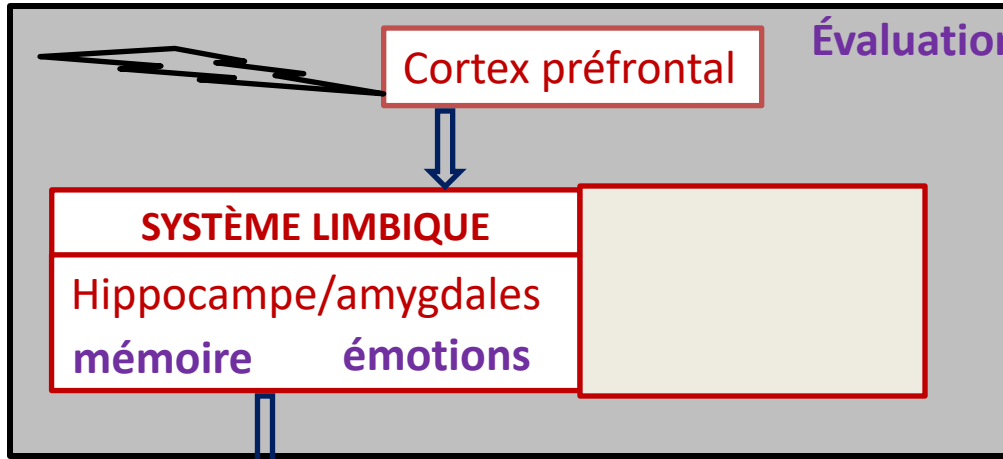 Évaluation
Cortex préfrontal
SYSTÈME LIMBIQUE
Hippocampe/amygdales
mémoire émotions